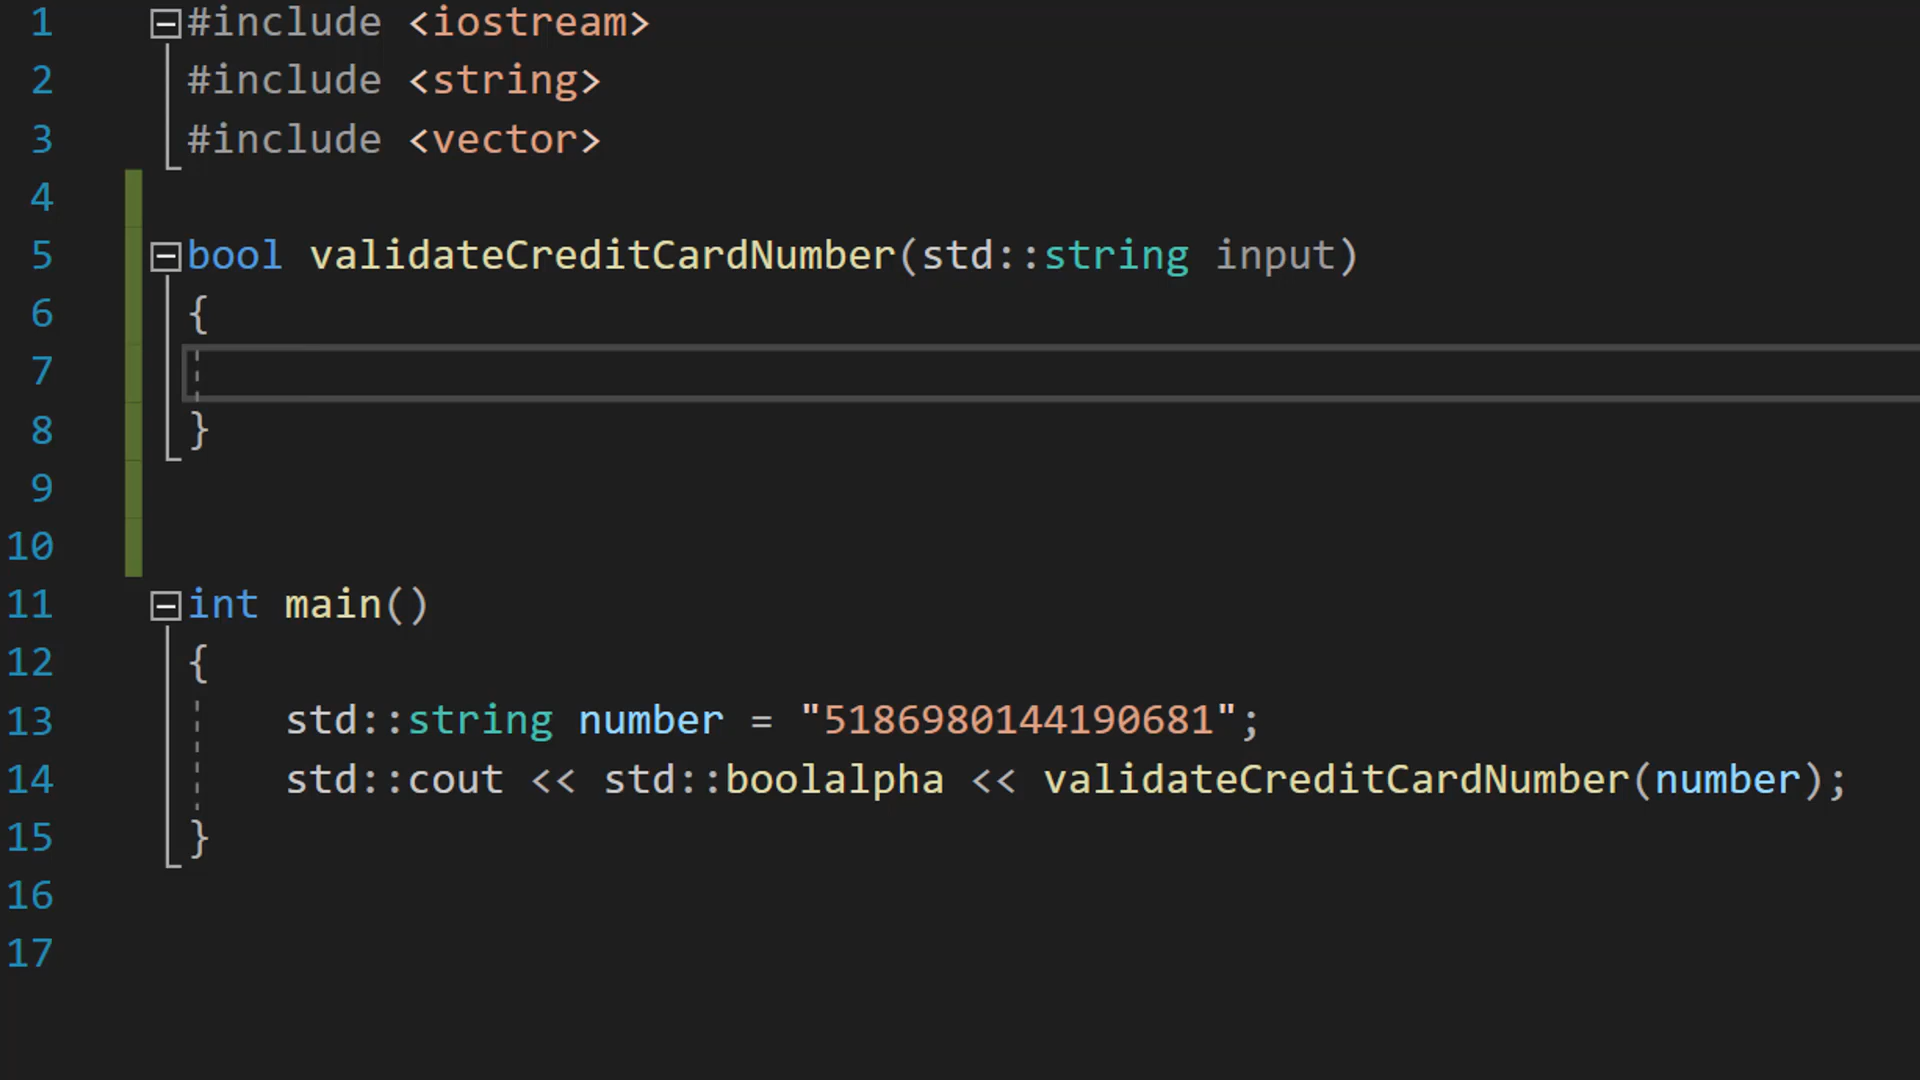 1 #include <iostream>
2 #include <string>
3 #include <vector>
4
5 bool validateCreditCardNumber(std::string input)
6 {
7
8 }
9
10
11 int main()
12 {
13     std::string number = "5186980144190681";
14     std::cout << std::boolalpha << validateCreditCardNumber(number);
15 }
16
17